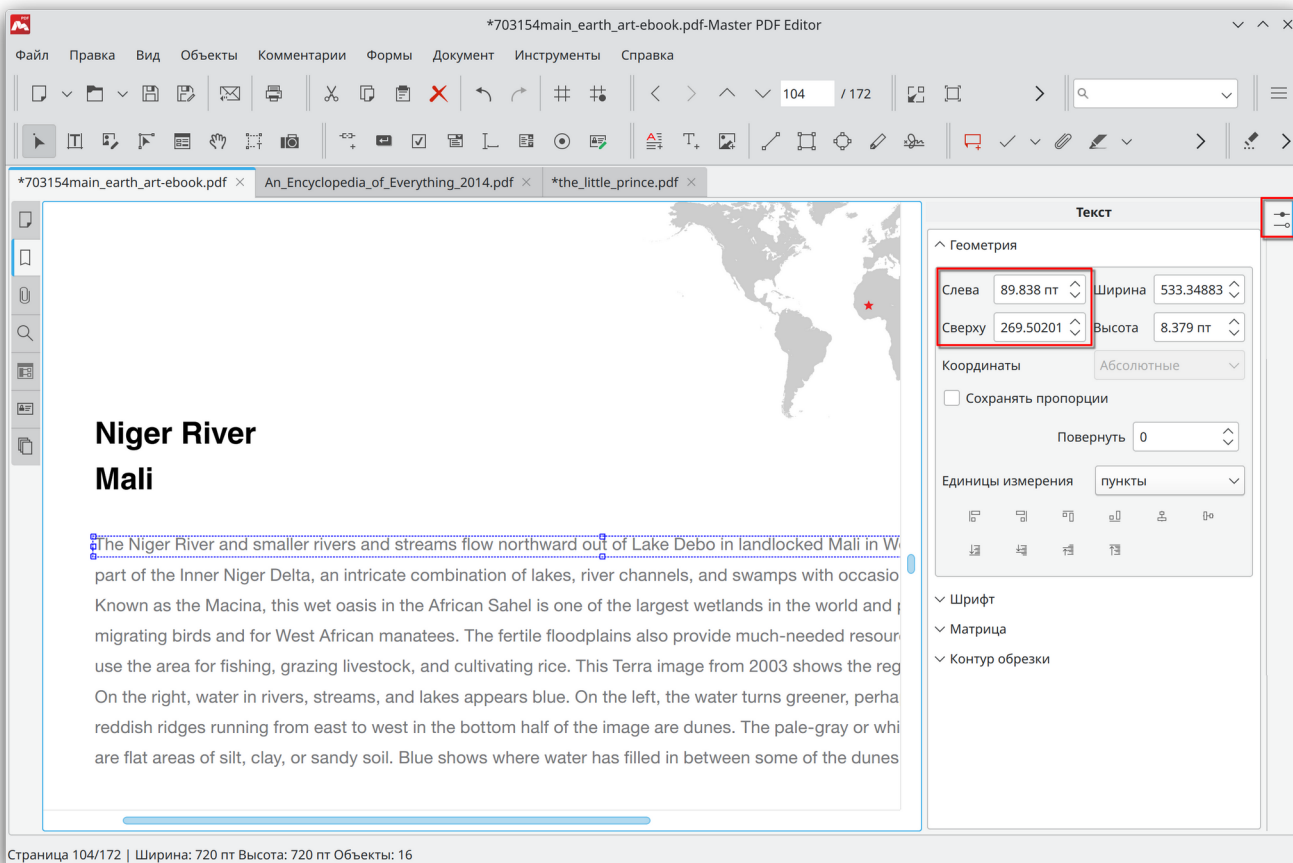 *703154main_earth_art-ebook.pdf-Master PDF Editor
Файл Правка Вид Объекты Комментарии Формы Документ Инструменты Справка
104 / 172
*703154main_earth_art-ebook.pdf An_Encyclopedia_of_Everything_2014.pdf *the_little_prince.pdf
Текст
Геометрия
Слева 89.838 пт Ширина 533.34883
Сверху 269.50201 Высота 8.379 пт
Координаты Абсолютные
Сохранять пропорции
Повернуть 0
Единицы измерения пункты
Шрифт
Матрица
Контур обрезки
Niger River
Mali
The Niger River and smaller rivers and streams flow northward out of Lake Debo in landlocked Mali in
part of the Inner Niger Delta, an intricate combination of lakes, river channels, and swamps with occasio
Known as the Macina, this wet oasis in the African Sahel is one of the largest wetlands in the world and
migrating birds and for West African manatees. The fertile floodplains also provide much-needed resour
use the area for fishing, grazing livestock, and cultivating rice. This Terra image from 2003 shows the reg
On the right, water in rivers, streams, and lakes appears blue. On the left, the water turns greener, perha
reddish ridges running from east to west in the bottom half of the image are dunes. The pale-gray or whi
are flat areas of silt, clay, or sandy soil. Blue shows where water has filled in between some of the dunes
Страница 104/172 | Ширина: 720 пт Высота: 720 пт Объекты: 16